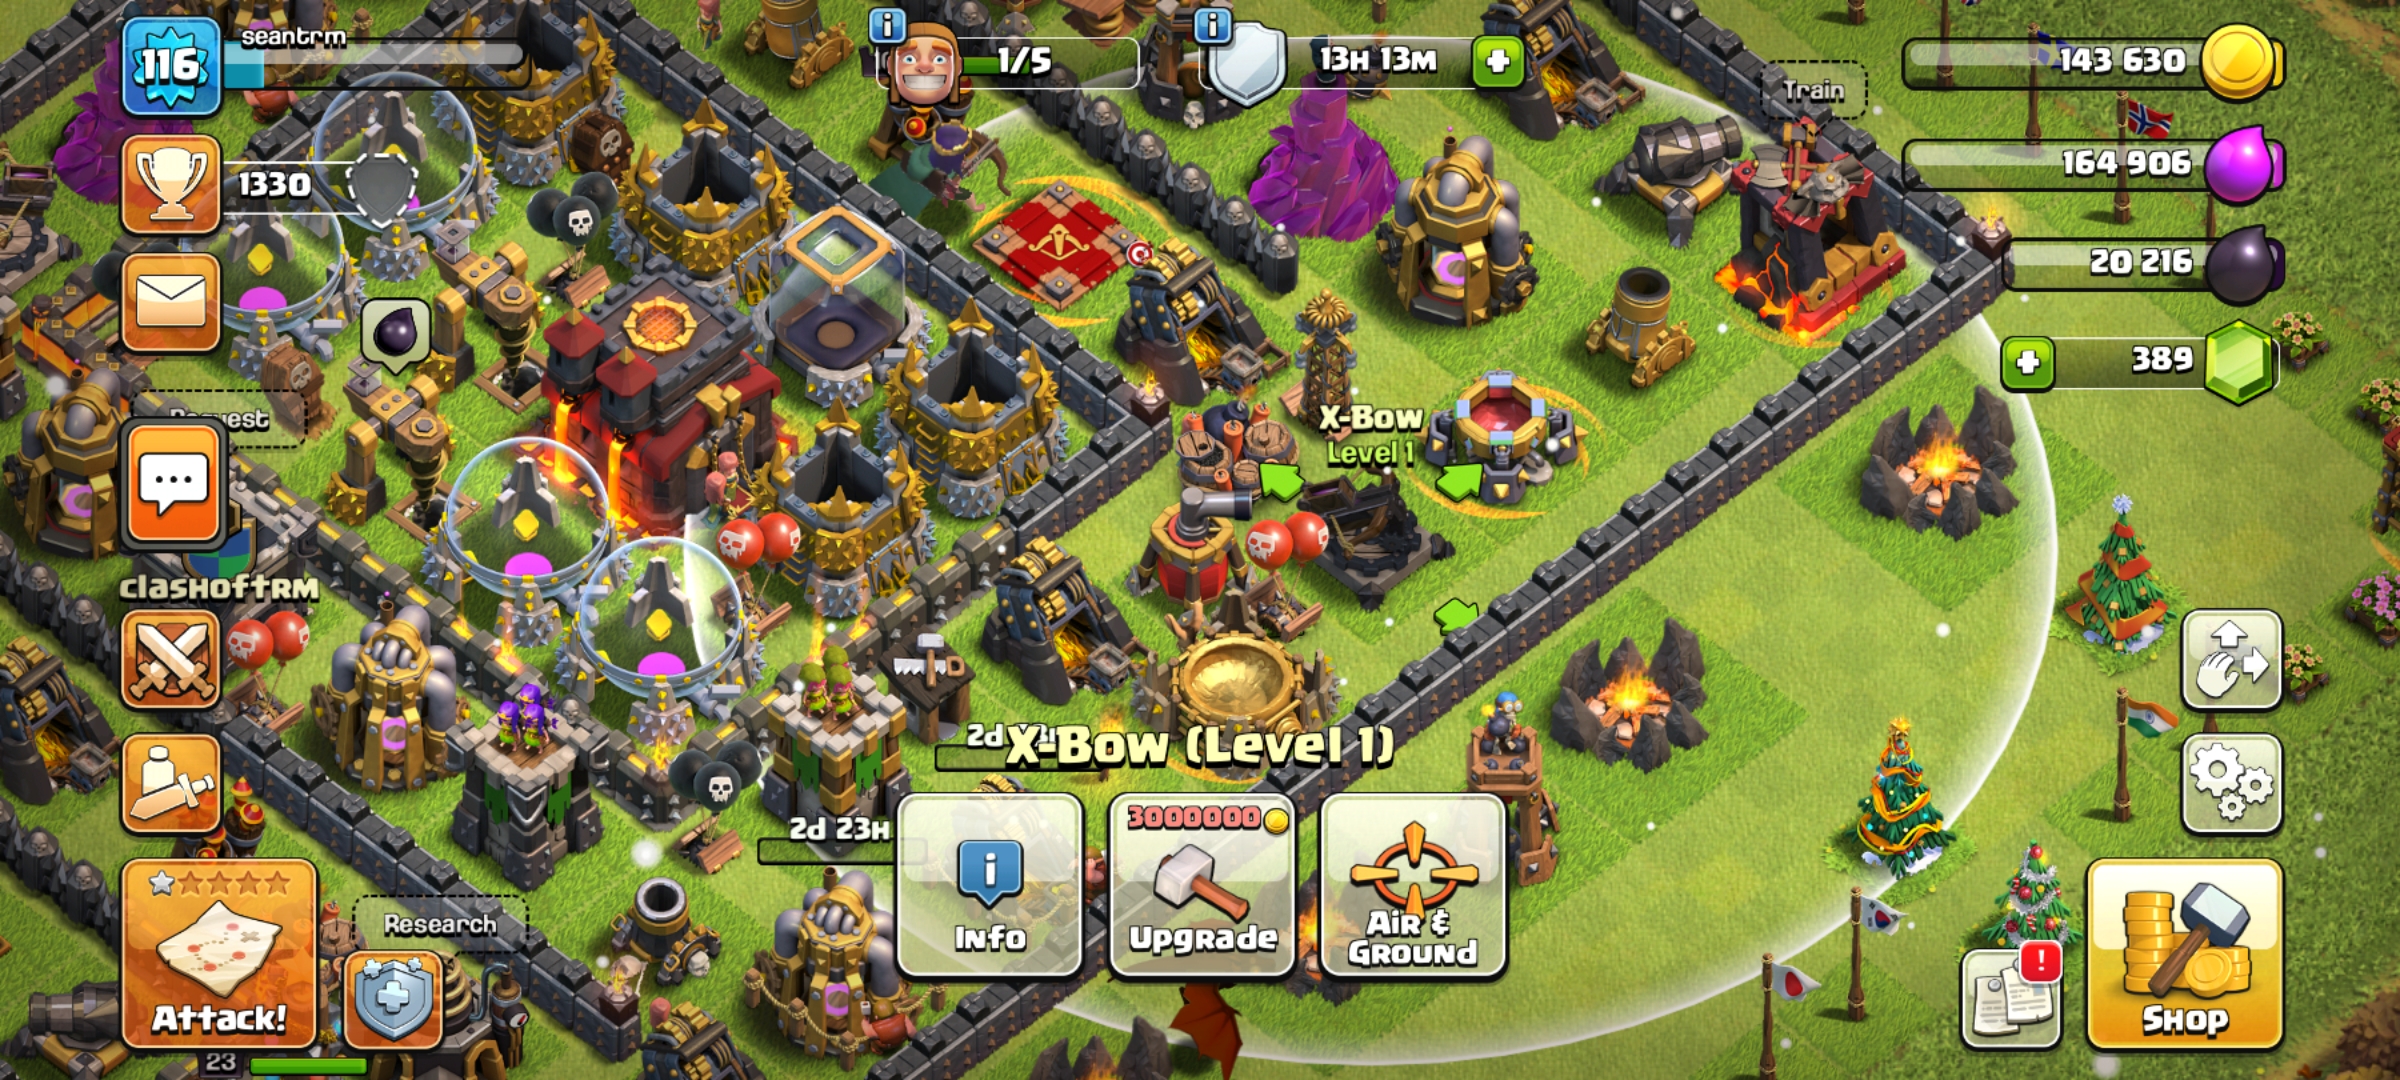 116
seantrm
1/5
13H 13M
143 630
Train
164 906
1330
20 216
389
X-Bow
Level 1
clashoftRM
X-Bow (Level 1)
2d
2d 23H
3000000
Info
Upgrade
Air &
Ground
Research
Attack!
Shop
23